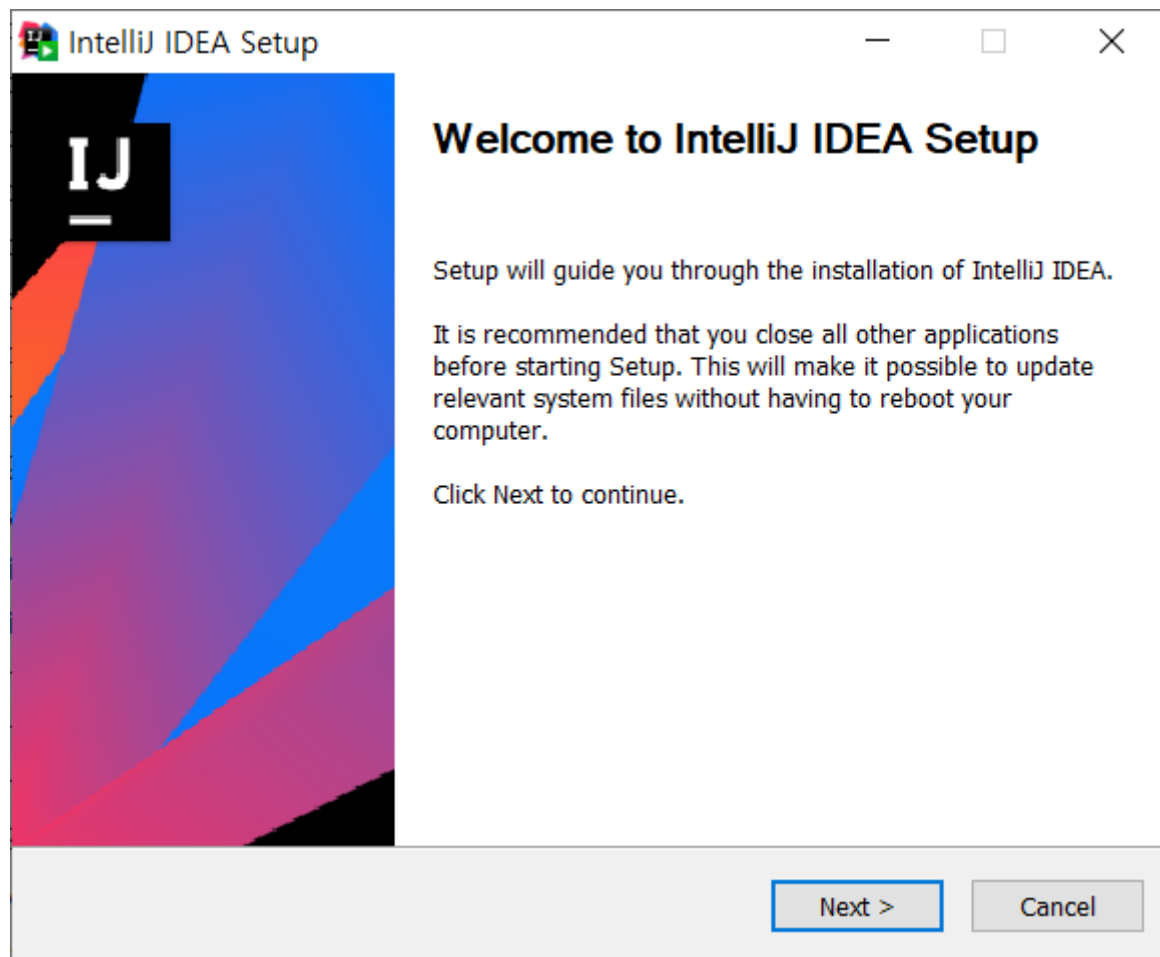 IntelliJ IDEA Setup
IJ
Welcome to IntelliJ IDEA Setup
Setup will guide you through the installation of IntelliJ IDEA.
It is recommended that you close all other applications
before starting Setup. This will make it possible to update
relevant system files without having to reboot your
computer.
Click Next to continue.
Next >
Cancel